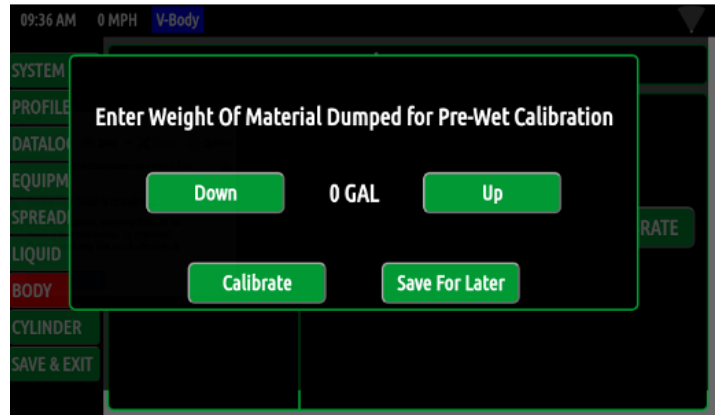 09:36 AM 0 MPH V-Body
SYSTEM
PROFILE
Enter Weight Of Material Dumped for Pre-Wet Calibration
DATALO
EQUIPM
Down 0 GAL Up
SPREAD
RATE
LIQUID
Calibrate Save For Later
BODY
CYLINDER
SAVE & EXIT